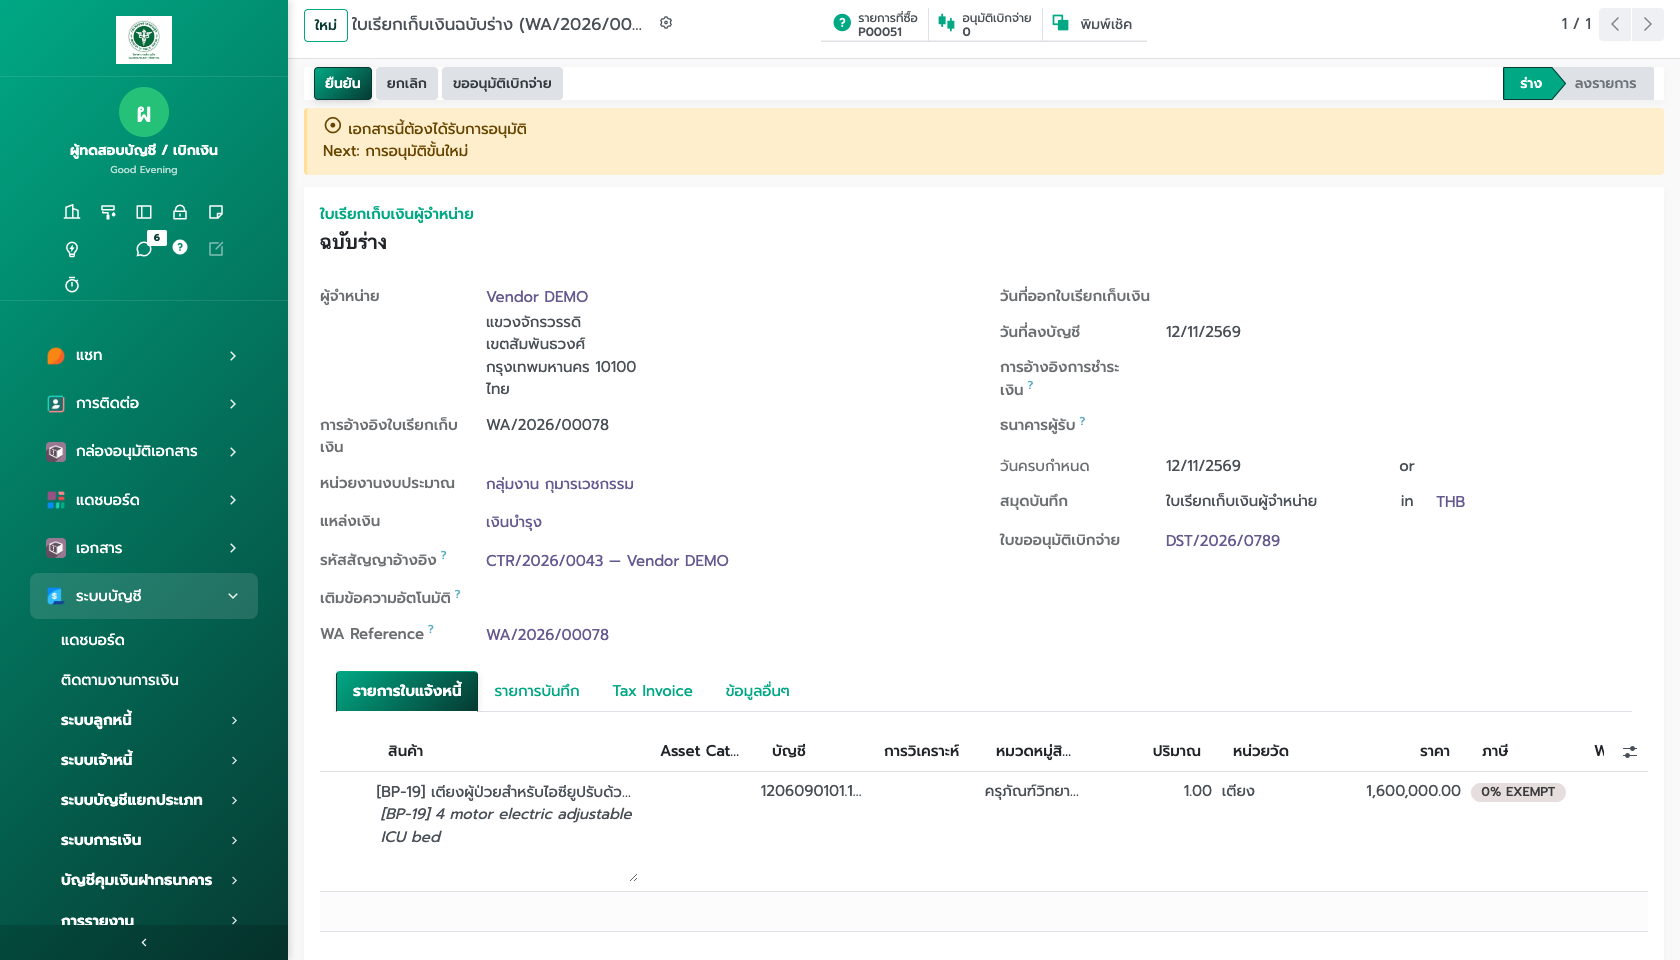 ใหม่
ใบเรียกเก็บเงินฉบับร่าง (WA/2026/00...
รายการที่ซื้อ
P00051
อนุมัติเบิกจ่าย
0
พิมพ์เช็ค
1 / 1
ยืนยัน
ยกเลิก
ขออนุมัติเบิกจ่าย
ร่าง
ลงรายการ
เอกสารนี้ต้องได้รับการอนุมัติ
Next: การอนุมัติขั้นใหม่
ผ
ผู้ทดสอบบัญชี / เบิกเงิน
Good Evening
6
แชท
การติดต่อ
กล่องอนุมัติเอกสาร
แดชบอร์ด
เอกสาร
ระบบบัญชี
แดชบอร์ด
ติดตามงานการเงิน
ระบบลูกหนี้
ระบบเจ้าหนี้
ระบบบัญชีแยกประเภท
ระบบการเงิน
บัญชีคุมเงินฝากธนาคาร
การรายงาน
ใบเรียกเก็บเงินผู้จำหน่าย
ฉบับร่าง
ผู้จำหน่าย
Vendor DEMO
แขวงจักรวรรดิ
เขตสัมพันธวงศ์
กรุงเทพมหานคร 10100
ไทย
การอ้างอิงใบเรียกเก็บเงิน
WA/2026/00078
หน่วยงานงบประมาณ
กลุ่มงาน กุมารเวชกรรม
แหล่งเงิน
เงินบำรุง
รหัสสัญญาอ้างอิง ?
CTR/2026/0043 — Vendor DEMO
เติมข้อความอัตโนมัติ ?
WA Reference ?
WA/2026/00078
วันที่ออกใบเรียกเก็บเงิน
วันที่ลงบัญชี
12/11/2569
การอ้างอิงการชำระเงิน ?
ธนาคารผู้รับ ?
วันครบกำหนด
12/11/2569
or
สมุดบันทึก
ใบเรียกเก็บเงินผู้จำหน่าย
in
THB
ใบขออนุมัติเบิกจ่าย
DST/2026/0789
รายการใบแจ้งหนี้
รายการบันทึก
Tax Invoice
ข้อมูลอื่นๆ
สินค้า
Asset Cat...
บัญชี
การวิเคราะห์
หมวดหมู่สิ...
ปริมาณ
หน่วยวัด
ราคา
ภาษี
[BP-19] เตียงผู้ป่วยสำหรับไอซียูปรับด้ว...
1206090101.1...
ครุภัณฑ์วิทยา...
1.00
เตียง
1,600,000.00
0% EXEMPT
[BP-19] 4 motor electric adjustable
ICU bed